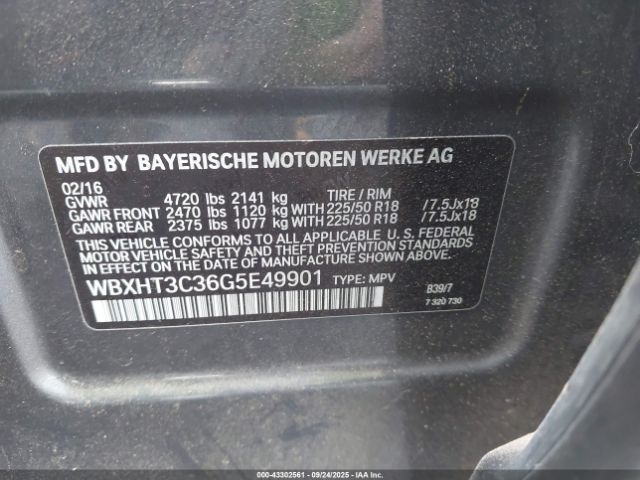 MFD BY BAYERISCHE MOTOREN WERKE AG
02/16
GVWR 4720 lbs 2141 kg TIRE / RIM
GAWR FRONT 2470 lbs 1120 kg WITH 225/50 R18 /7.5Jx18
GAWR REAR 2375 lbs 1077 kg WITH 225/50 R18 /7.5Jx18
THIS VEHICLE CONFORMS TO ALL APPLICABLE U.S. FEDERAL
MOTOR VEHICLE SAFETY AND THEFT PREVENTION STANDARDS
IN EFFECT ON THE DATE OF MANUFACTURE SHOWN ABOVE.
WBXHT3C36G5E49901 TYPE: MPV 839/7
7 320 730
000-43302561 - 09/24/2025 - IAAI.COM